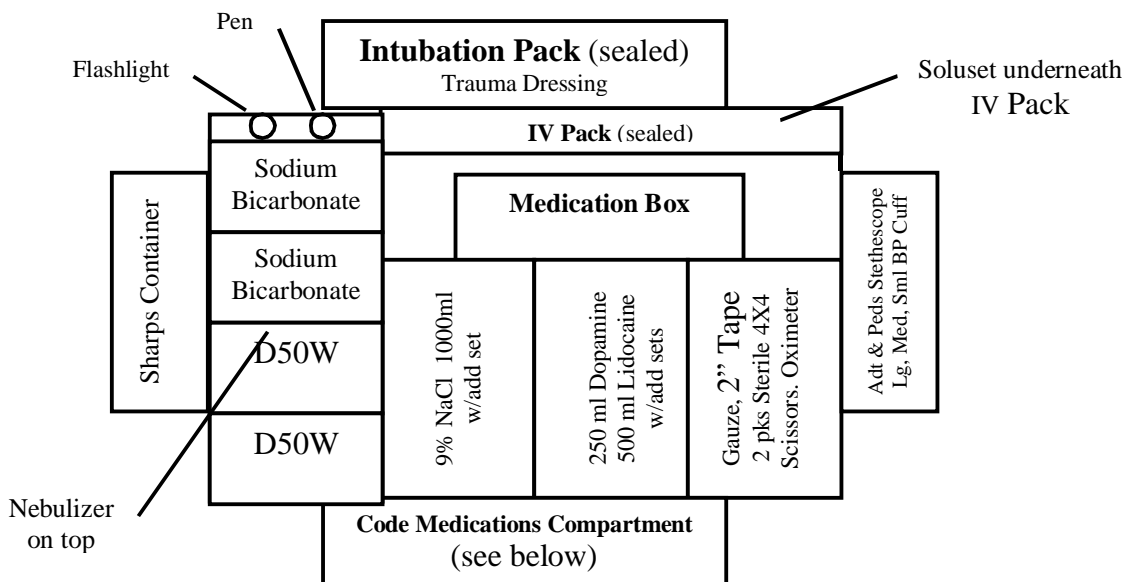 Pen
Flashlight
Intubation Pack (sealed)
Trauma Dressing
Soluset underneath
IV Pack
IV Pack (sealed)
Sodium
Bicarbonate
Medication Box
Sharps Container
Sodium
Bicarbonate
D50W
D50W
9% NaCl 1000ml
w/add set
250 ml Dopamine
500 ml Lidocaine
w/add sets
Gauze, 2” Tape
2 pks Sterile 4X4
Scissors. Oximeter
Adt & Peds Stethescope
Lg, Med, Sml BP Cuff
Nebulizer
on top
Code Medications Compartment
(see below)